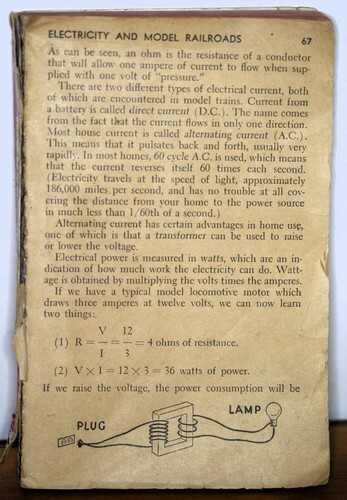 ELECTRICITY AND MODEL RAILROADS 67
As can be seen, an ohm is the resistance of a conductor
that will allow one ampere of current to flow when sup-
plied with one volt of "pressure."
There are two different types of electrical current, both
of which are encountered in model trains. Current from
a battery is called direct current (D.C.). The name comes
from the fact that the current flows in only one direction.
Most house current is called alternating current (A.C.).
This means that it pulsates back and forth, usually very
rapidly. In most homes, 60 cycle A.C. is used, which means
that the current reverses itself 60 times each second.
(Electricity travels at the speed of light, approximately
186,000 miles per second, and has no trouble at all cov-
ering the distance from your home to the power source
in much less than 1/60th of a second.)
Alternating current has certain advantages in home use,
one of which is that a transformer can be used to raise
or lower the voltage.
Electrical power is measured in watts, which are an in-
dication of how much work the electricity can do. Watt-
age is obtained by multiplying the volts times the amperes.
If we have a typical model locomotive motor which
draws three amperes at twelve volts, we can now learn
two things:
V 12
(1) R = — = — = 4 ohms of resistance.
I 3
(2) V × I = 12 × 3 = 36 watts of power.
If we raise the voltage, the power consumption will be
PLUG LAMP